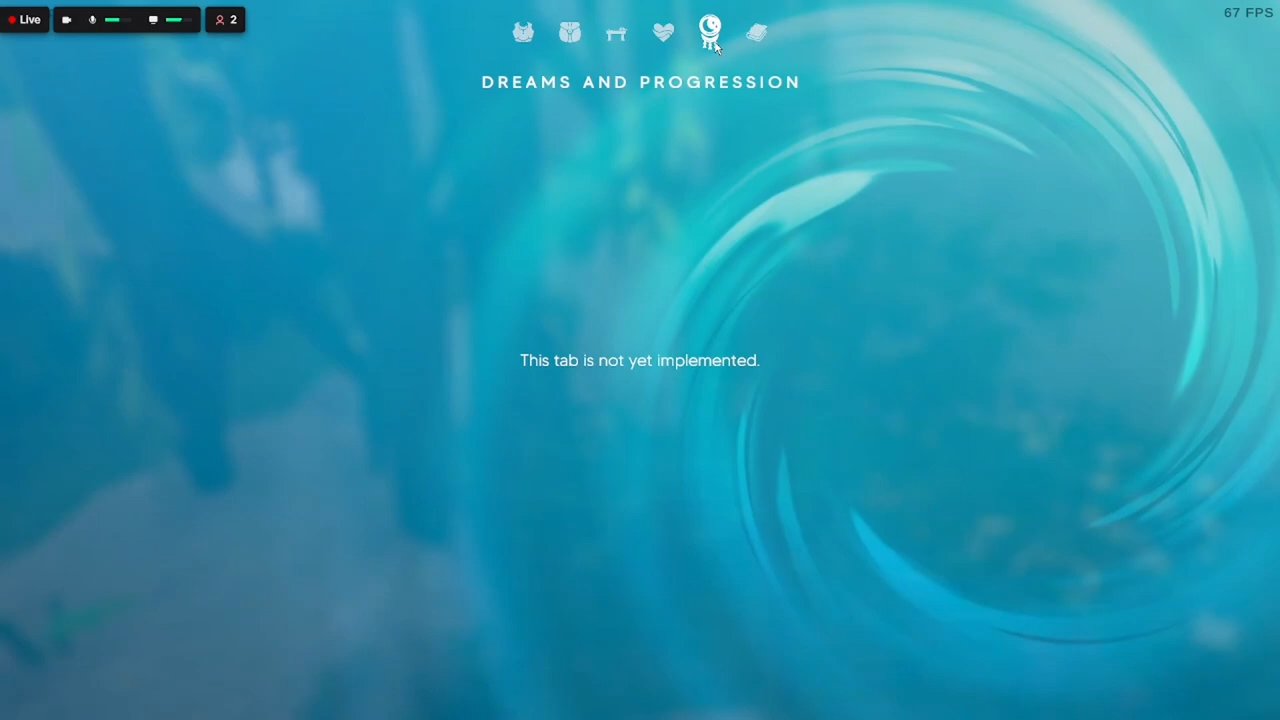 Live
2
67 FPS
DREAMS AND PROGRESSION
This tab is not yet implemented.